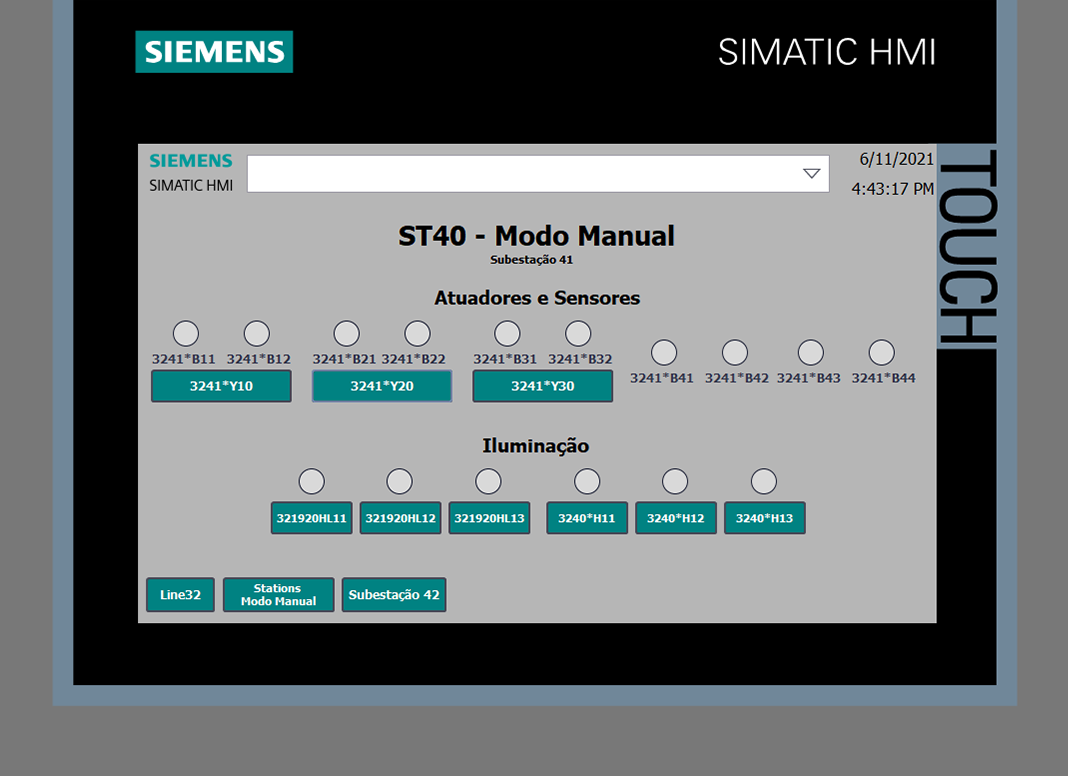 SIEMENS
SIMATIC HMI
SIEMENS
SIMATIC HMI
6/11/2021
4:43:17 PM
TOUCH
ST40 - Modo Manual
Subestação 41
Atuadores e Sensores
3241*B11 3241*B12 3241*B21 3241*B22 3241*B31 3241*B32
3241*B41 3241*B42 3241*B43 3241*B44
3241*Y10 3241*Y20 3241*Y30
Iluminação
321920HL11 321920HL12 321920HL13 3240*H11 3240*H12 3240*H13
Line32
Stations
Modo Manual
Subestação 42